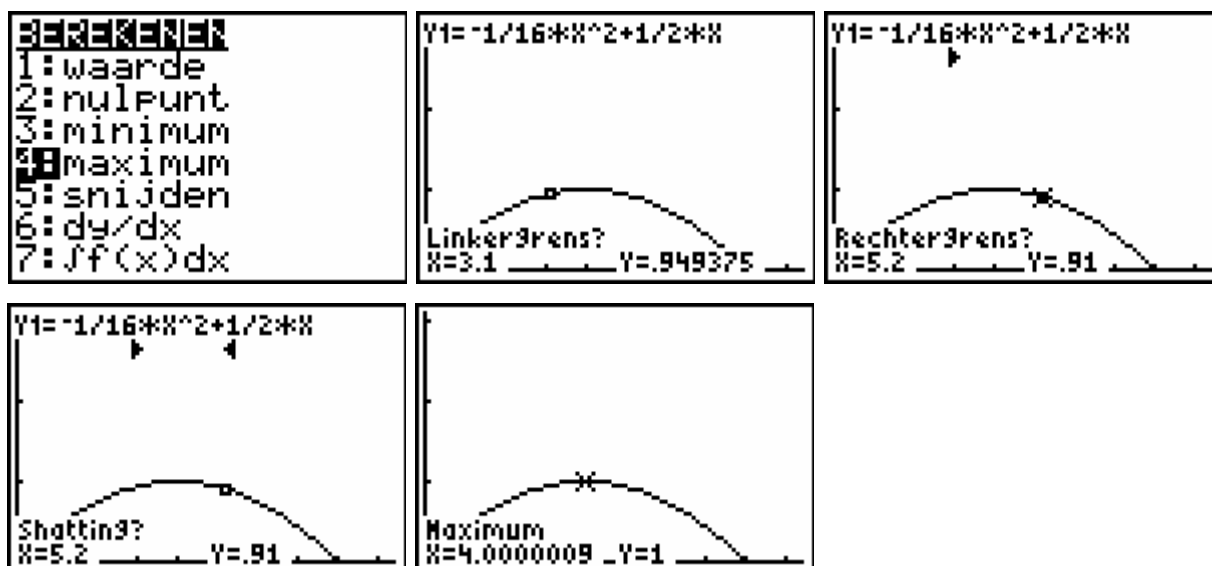 BEREKENEN
1:waarde
2:nulpunt
3:minimum
4:maximum
5:snijden
6:dy/dx
7:∫f(x)dx
Y1=-1/16*X^2+1/2*X
Linkergrens?
X=3.1 Y=.949375
Y1=-1/16*X^2+1/2*X
Rechtergrens?
X=5.2 Y=.91
Y1=-1/16*X^2+1/2*X
Shatting?
X=5.2 Y=.91
Maximum
X=4.0000009 Y=1